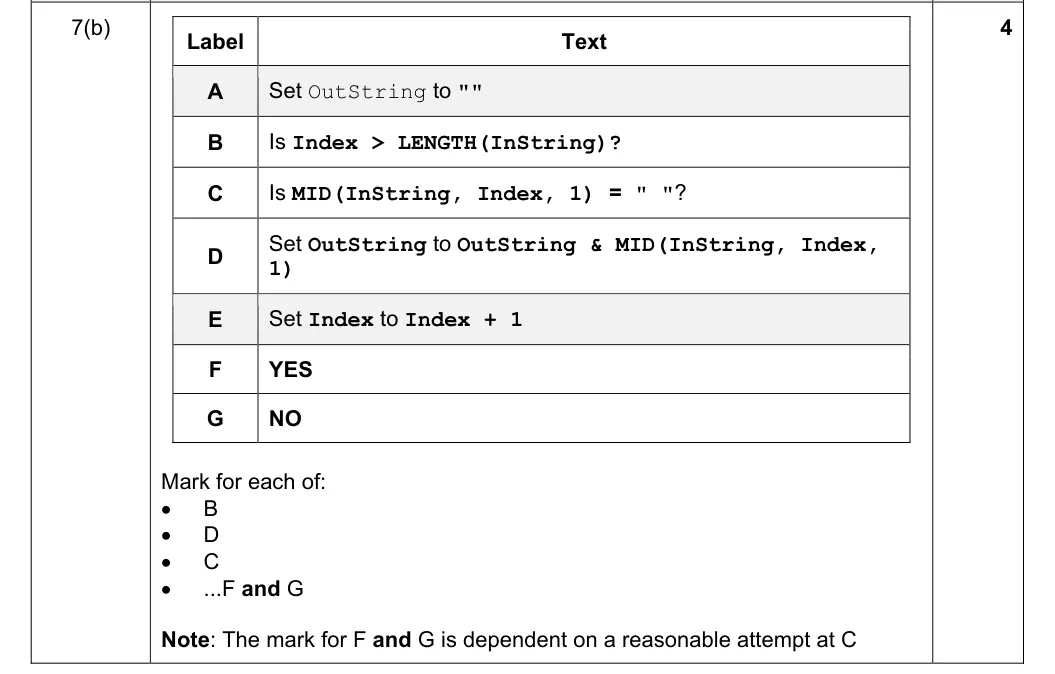 7(b)
4
Label Text
A Set OutString to ""
B Is Index > LENGTH(InString)?
C Is MID(InString, Index, 1) = " "?
D Set OutString to OutString & MID(InString, Index,
1)
E Set Index to Index + 1
F YES
G NO
Mark for each of:
• B
• D
• C
• ...F and G
Note: The mark for F and G is dependent on a reasonable attempt at C